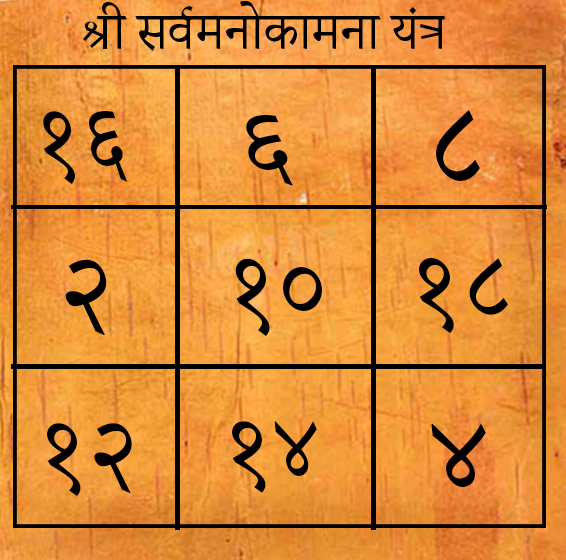 श्री सर्वमनोकामना यंत्र
१६ ६ ८
२ १० १८
१२ १४ ४